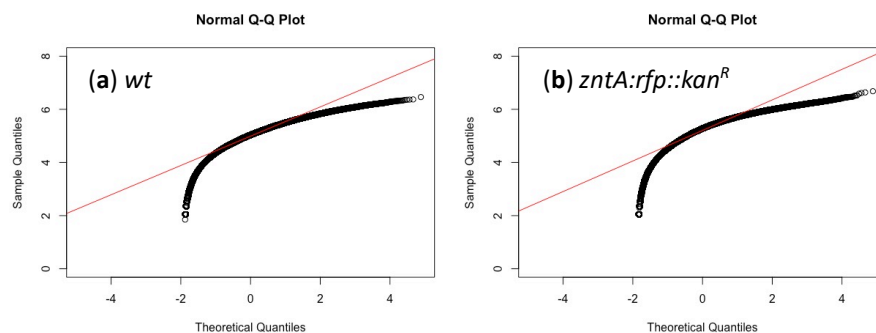 Normal Q-Q Plot
(a) wt
Sample Quantiles
8
6
4
2
0
-4 -2 0 2 4
Theoretical Quantiles
Normal Q-Q Plot
(b) zntA:rfp::kanR
Sample Quantiles
8
6
4
2
0
-4 -2 0 2 4
Theoretical Quantiles